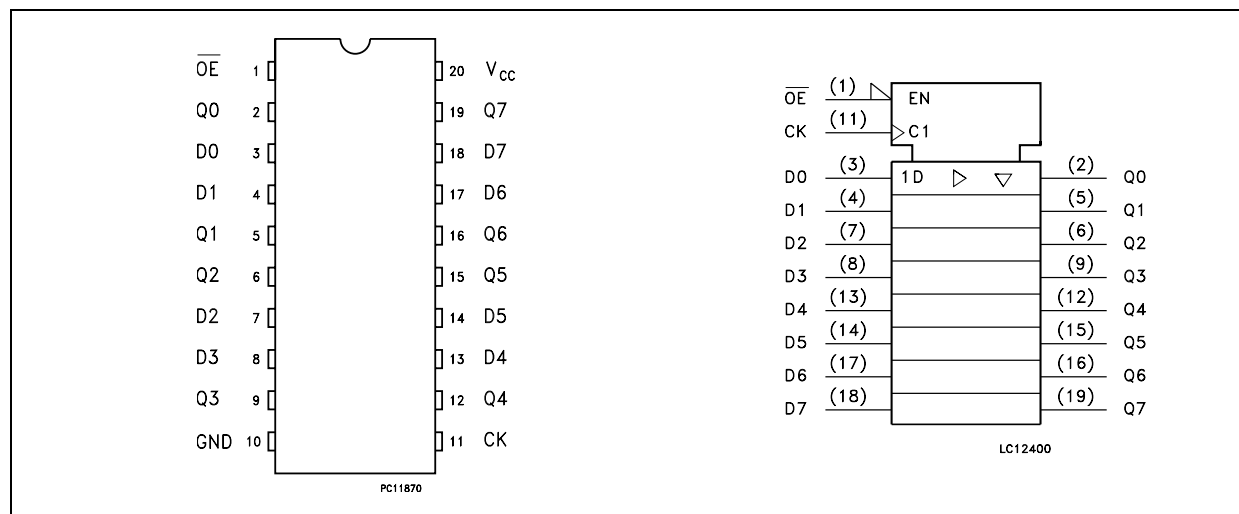 OE 1 20 VCC
Q0 2 19 Q7
D0 3 18 D7
D1 4 17 D6
Q1 5 16 Q6
Q2 6 15 Q5
D2 7 14 D5
D3 8 13 D4
Q3 9 12 Q4
GND 10 11 CK
PC11870
OE (1) EN
CK (11) C1
D0 (3) 1D (2) Q0
D1 (4) (5) Q1
D2 (7) (6) Q2
D3 (8) (9) Q3
D4 (13) (12) Q4
D5 (14) (15) Q5
D6 (17) (16) Q6
D7 (18) (19) Q7
LC12400